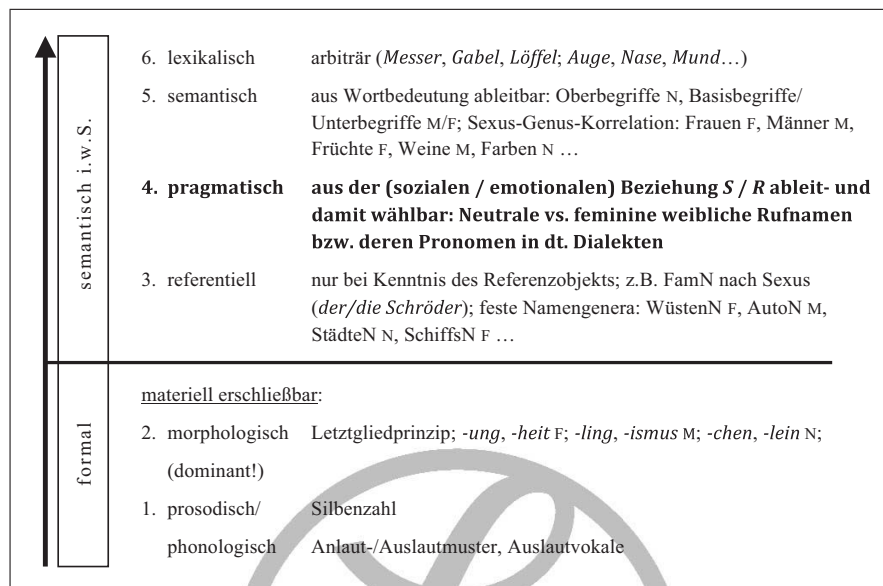 6. lexikalisch arbiträr (Messer, Gabel, Löffel; Auge, Nase, Mund…)
5. semantisch aus Wortbedeutung ableitbar: Oberbegriffe N, Basisbegriffe/
Unterbegriffe M/F; Sexus-Genus-Korrelation: Frauen F, Männer M,
Früchte F, Weine M, Farben N …
4. pragmatisch aus der (sozialen / emotionalen) Beziehung S / R ableit- und
damit wählbar: Neutrale vs. feminine weibliche Rufnamen
bzw. deren Pronomen in dt. Dialekten
3. referentiell nur bei Kenntnis des Referenzobjekts; z.B. FamN nach Sexus
(der/die Schröder); feste Namengenera: WüstenN F, AutoN M,
StädteN N, SchiffsN F …
semantisch i.w.S.
materiell erschließbar:
2. morphologisch Letztgliedprinzip; -ung, -heit F; -ling, -ismus M; -chen, -lein N;
(dominant!)
1. prosodisch/ Silbenzahl
phonologisch Anlaut-/Auslautmuster, Auslautvokale
formal